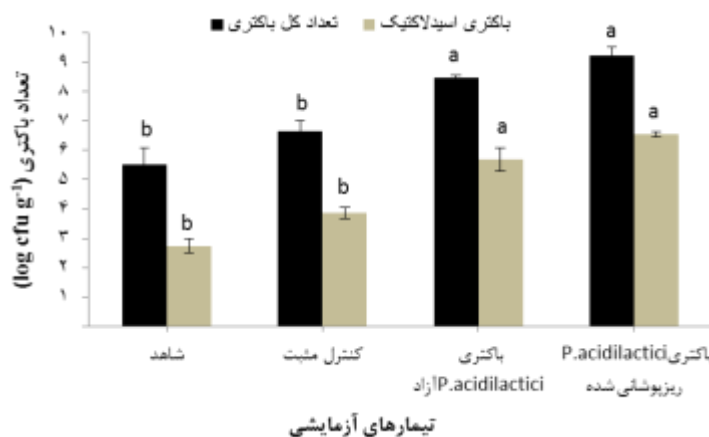 باکتری اسیدلاکتیک تعداد کل باکتری
تعداد باکتری
(log cfu g⁻¹)
۱۰
۹
۸
۷
۶
۵
۴
۳
۲
۱
b
b
b
b
a
a
a
a
شاهد
کنترل مثبت
باکتری
P.acidilacticiآزاد
باکتریP.acidilactici
ریزپوشانی شده
تیمارهای آزمایشی